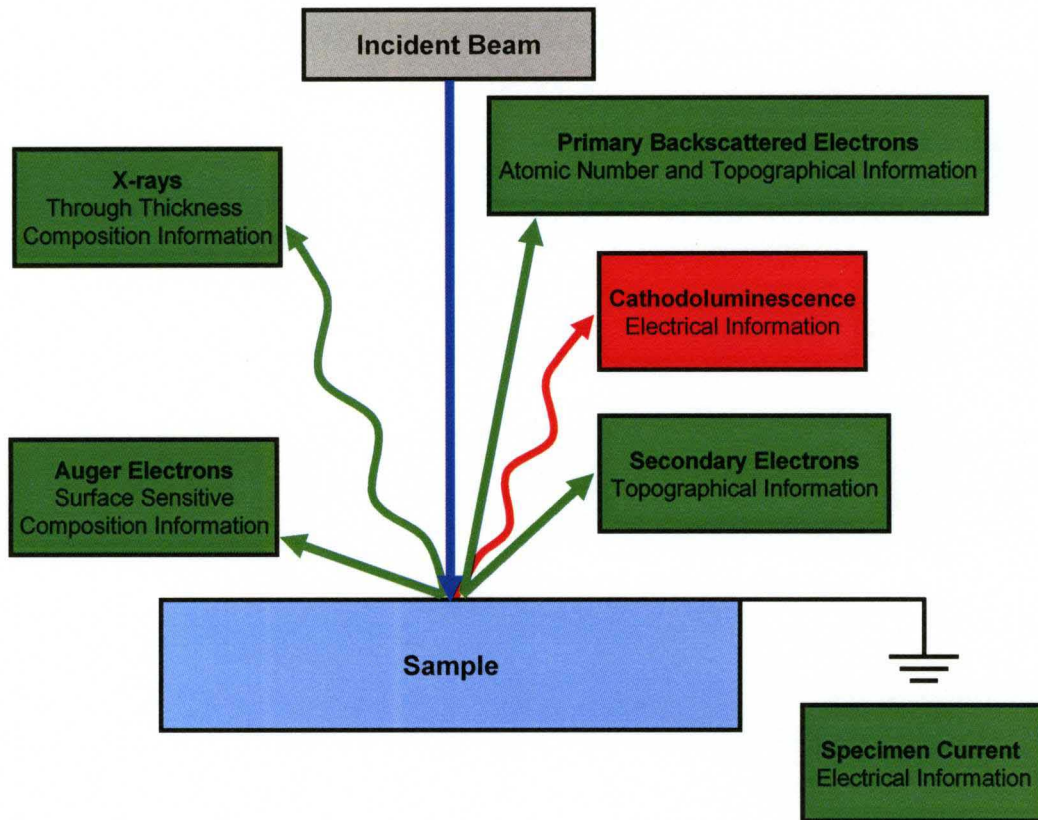 Incident Beam
Primary Backscattered Electrons
Atomic Number and Topographical Information
X-rays
Through Thickness
Composition Information
Cathodoluminescence
Electrical Information
Auger Electrons
Surface Sensitive
Composition Information
Secondary Electrons
Topographical Information
Sample
Specimen Current
Electrical Information